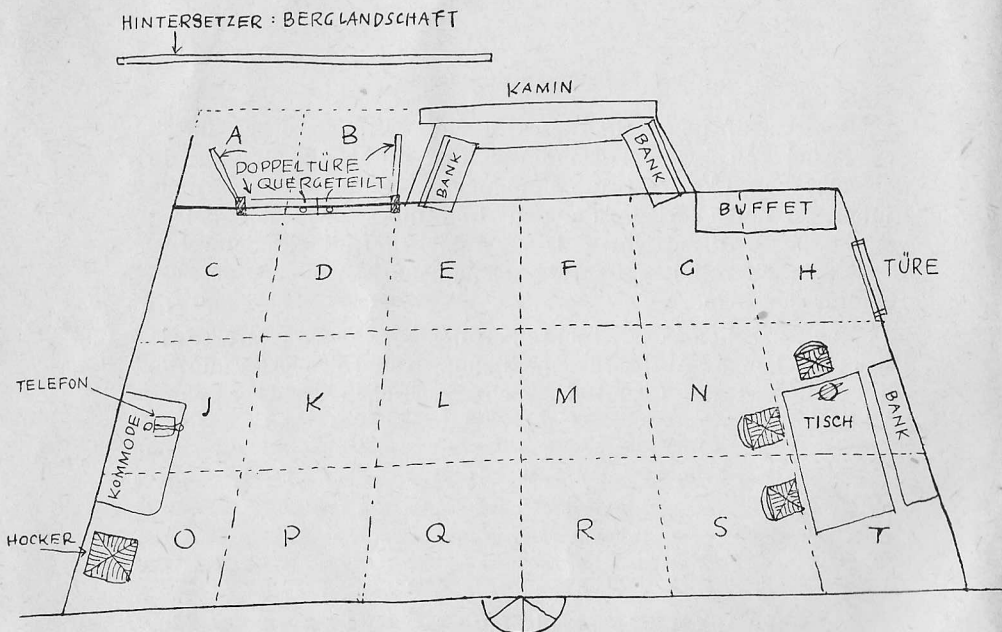 HINTERSETZER : BERGLANDSCHAFT
KAMIN
A B
DOPPELTÜRE
QUERGETEILT
BANK
BANK
BUFFET
C D E F G H
TÜRE
TELEFON
J K L M N
Ø
TISCH
BANK
KOMMODE
HOCKER
O P Q R S T